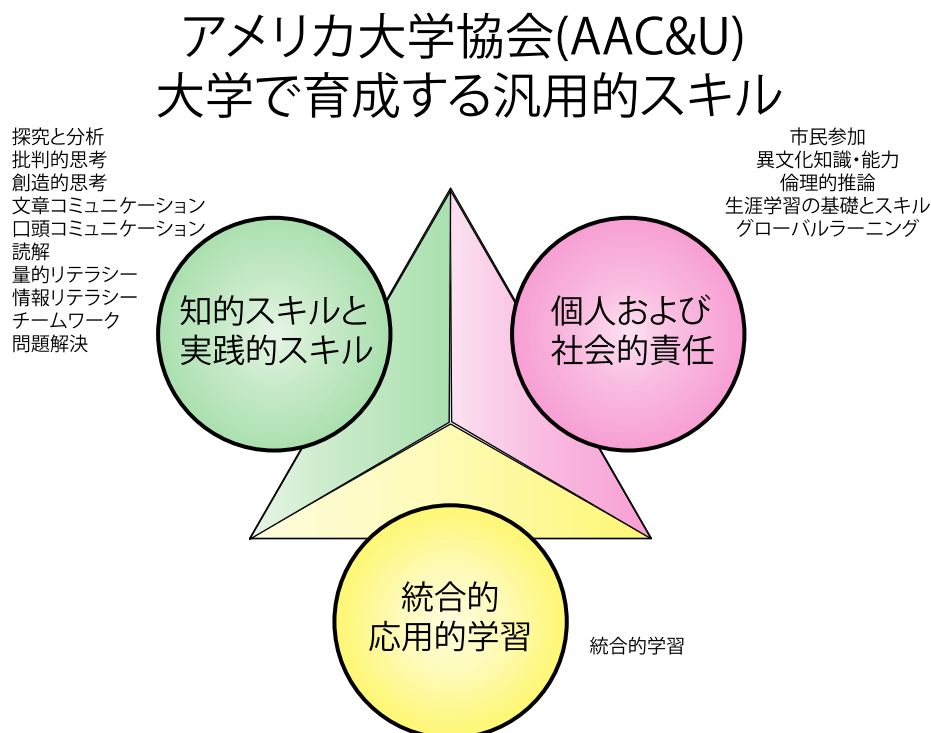 アメリカ大学協会(AAC&U)
大学で育成する汎用的スキル
探究と分析
批判的思考
創造的思考
文章コミュニケーション
口頭コミュニケーション
読解
量的リテラシー
情報リテラシー
チームワーク
問題解決
市民参加
異文化知識・能力
倫理的推論
生涯学習の基礎とスキル
グローバルラーニング
知的スキルと
実践的スキル
個人および
社会的責任
統合的
応用的学習
統合的学習